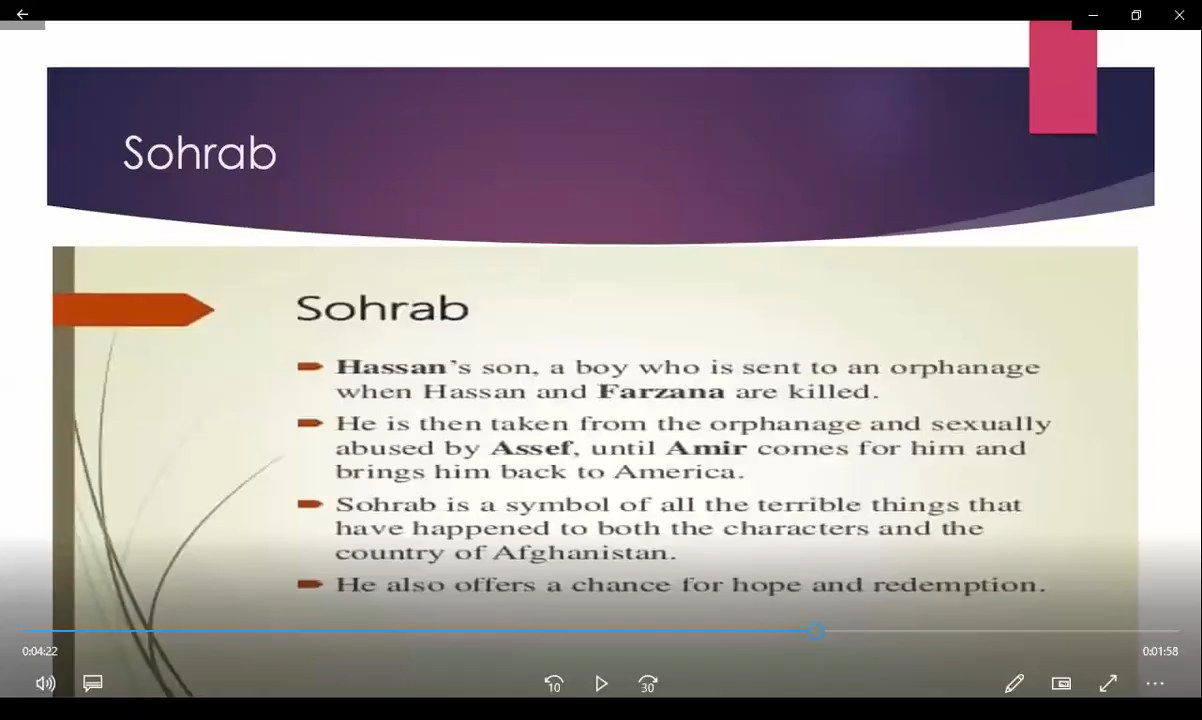 Sohrab
Sohrab
Hassan's son, a boy who is sent to an orphanage
when Hassan and Farzana are killed.
He is then taken from the orphanage and sexually
abused by Assef, until Amir comes for him and
brings him back to America.
Sohrab is a symbol of all the terrible things that
have happened to both the characters and the
country of Afghanistan.
He also offers a chance for hope and redemption.
0:04:22
0:01:58
10
30